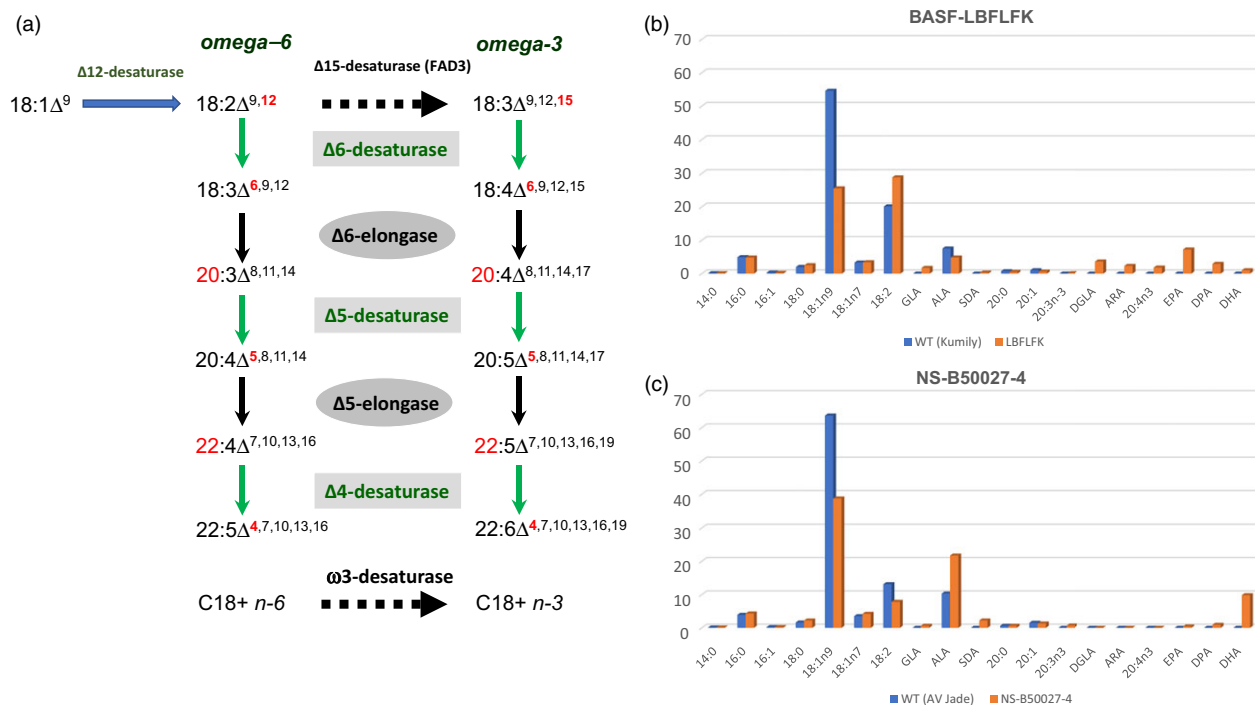 (a)
omega–6
omega-3
Δ12-desaturase
Δ15-desaturase (FAD3)
18:1Δ⁹
18:2Δ⁹,¹²
18:3Δ⁹,¹²,¹⁵
Δ6-desaturase
18:3Δ⁶,⁹,¹²
18:4Δ⁶,⁹,¹²,¹⁵
Δ6-elongase
20:3Δ⁸,¹¹,¹⁴
20:4Δ⁸,¹¹,¹⁴,¹⁷
Δ5-desaturase
20:4Δ⁵,⁸,¹¹,¹⁴
20:5Δ⁵,⁸,¹¹,¹⁴,¹⁷
Δ5-elongase
22:4Δ⁷,¹⁰,¹³,¹⁶
22:5Δ⁷,¹⁰,¹³,¹⁶,¹⁹
Δ4-desaturase
22:5Δ⁴,⁷,¹⁰,¹³,¹⁶
22:6Δ⁴,⁷,¹⁰,¹³,¹⁶,¹⁹
ω3-desaturase
C18+ n-6
C18+ n-3
(b)
BASF-LBFLFK
70
60
50
40
30
20
10
0
14:0
16:0
16:1
18:0
18:1n9
18:1n7
18:2
GLA
ALA
SDA
20:0
20:1
20:3n-3
DGLA
ARA
20:4n3
EPA
DPA
DHA
WT (Kumily)
LBFLFK
(c)
NS-B50027-4
70
60
50
40
30
20
10
0
14:0
16:0
16:1
18:0
18:1n9
18:1n7
18:2
GLA
ALA
SDA
20:0
20:1
20:3n3
DGLA
ARA
20:4n3
EPA
DPA
DHA
WT (AV Jade)
NS-B50027-4